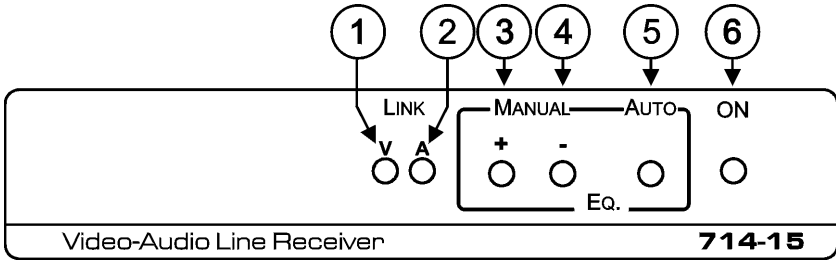 1 2 3 4 5 6
LINK MANUAL AUTO ON
V A + -
EQ.
Video-Audio Line Receiver 714-15